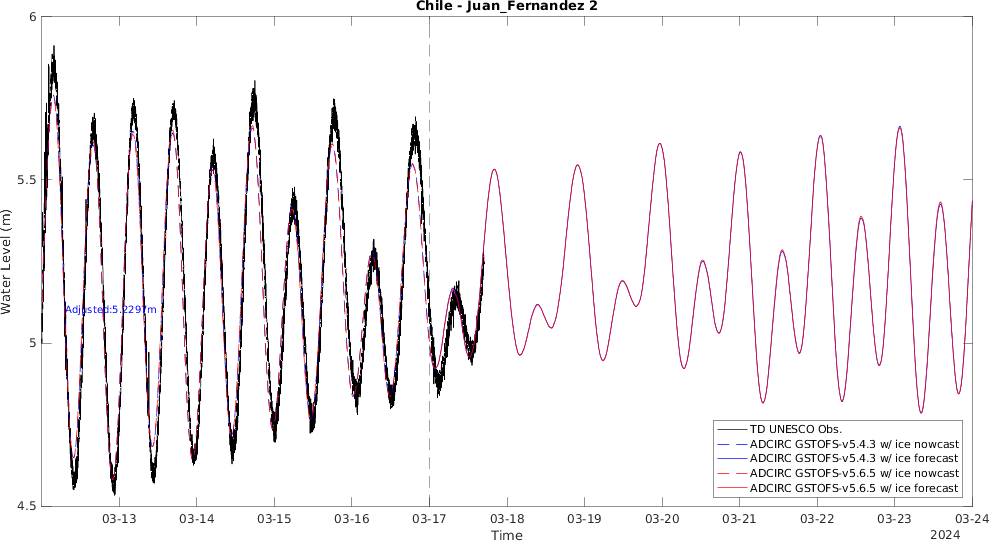 Chile - Juan_Fernandez 2
6
5.5
5
4.5
Water Level (m)
Adjusted:5.2297m
TD UNESCO Obs.
ADCIRC GSTOFS-v5.4.3 w/ ice nowcast
ADCIRC GSTOFS-v5.4.3 w/ ice forecast
ADCIRC GSTOFS-v5.6.5 w/ ice nowcast
ADCIRC GSTOFS-v5.6.5 w/ ice forecast
03-13 03-14 03-15 03-16 03-17 03-18 03-19 03-20 03-21 03-22 03-23 03-24
Time
2024